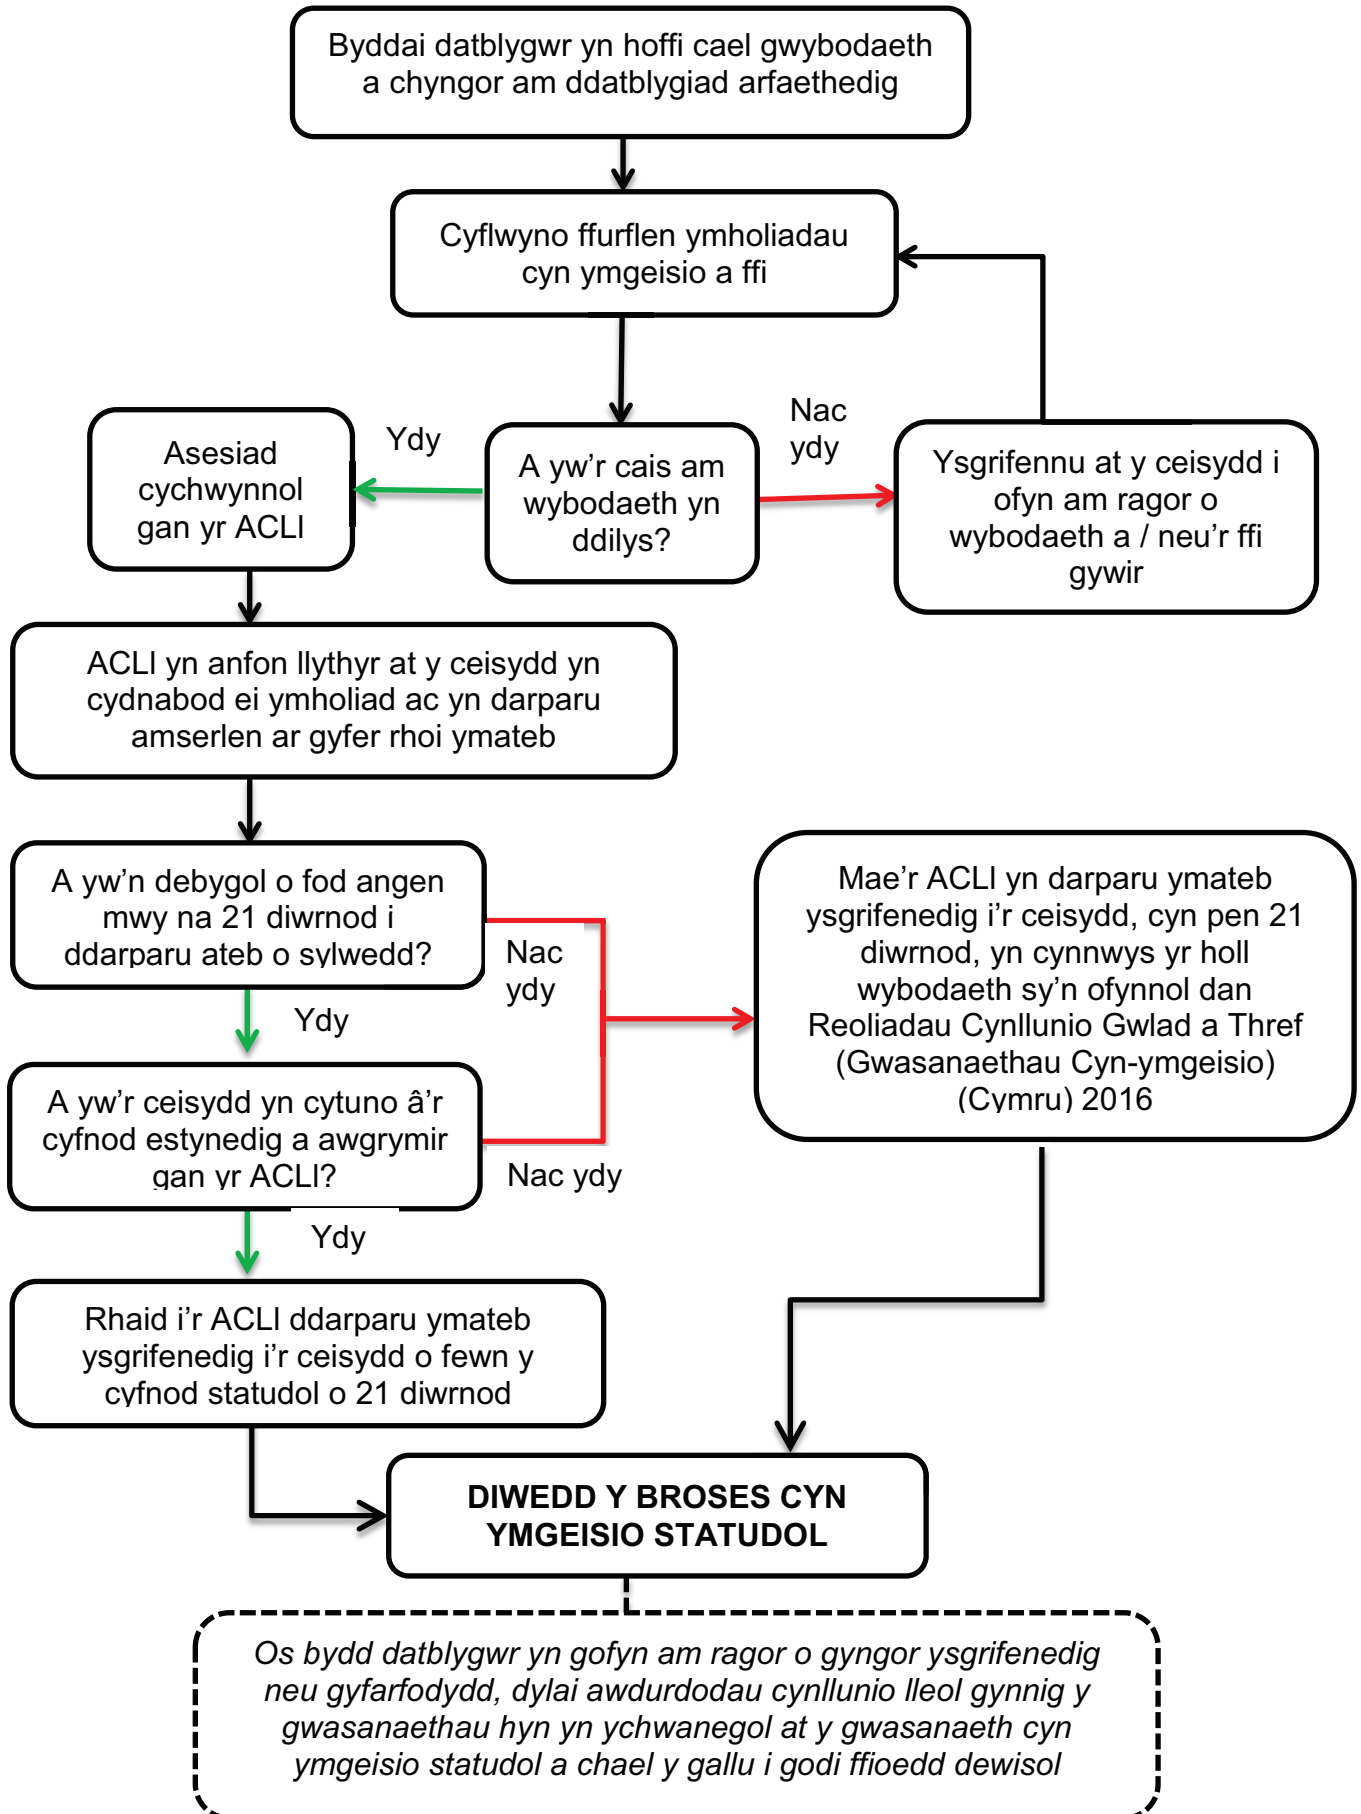 Byddai datblygwr yn hoffi cael gwybodaeth
a chyngor am ddatblygiad arfaethedig
Cyflwyno ffurflen ymholiadau
cyn ymgeisio a ffi
A yw'r cais am
wybodaeth yn
ddilys?
Nac
ydy
Ysgrifennu at y ceisydd i
ofyn am ragor o
wybodaeth a / neu'r ffi
gywir
Ydy
Asesiad
cychwynnol
gan yr ACLl
ACLl yn anfon llythyr at y ceisydd yn
cydnabod ei ymholiad ac yn darparu
amserlen ar gyfer rhoi ymateb
A yw’n debygol o fod angen
mwy na 21 diwrnod i
ddarparu ateb o sylwedd?
Nac
ydy
Mae'r ACLl yn darparu ymateb
ysgrifenedig i'r ceisydd, cyn pen 21
diwrnod, yn cynnwys yr holl
wybodaeth sy’n ofynnol dan
Reoliadau Cynllunio Gwlad a Thref
(Gwasanaethau Cyn-ymgeisio)
(Cymru) 2016
Ydy
A yw’r ceisydd yn cytuno â’r
cyfnod estynedig a awgrymir
gan yr ACLl?
Nac ydy
Ydy
Rhaid i’r ACLl ddarparu ymateb
ysgrifenedig i’r ceisydd o fewn y
cyfnod statudol o 21 diwrnod
DIWEDD Y BROSES CYN
YMGEISIO STATUDOL
Os bydd datblygwr yn gofyn am ragor o gyngor ysgrifenedig
neu gyfarfodydd, dylai awdurdodau cynllunio lleol gynnig y
gwasanaethau hyn yn ychwanegol at y gwasanaeth cyn
ymgeisio statudol a chael y gallu i godi ffioedd dewisol